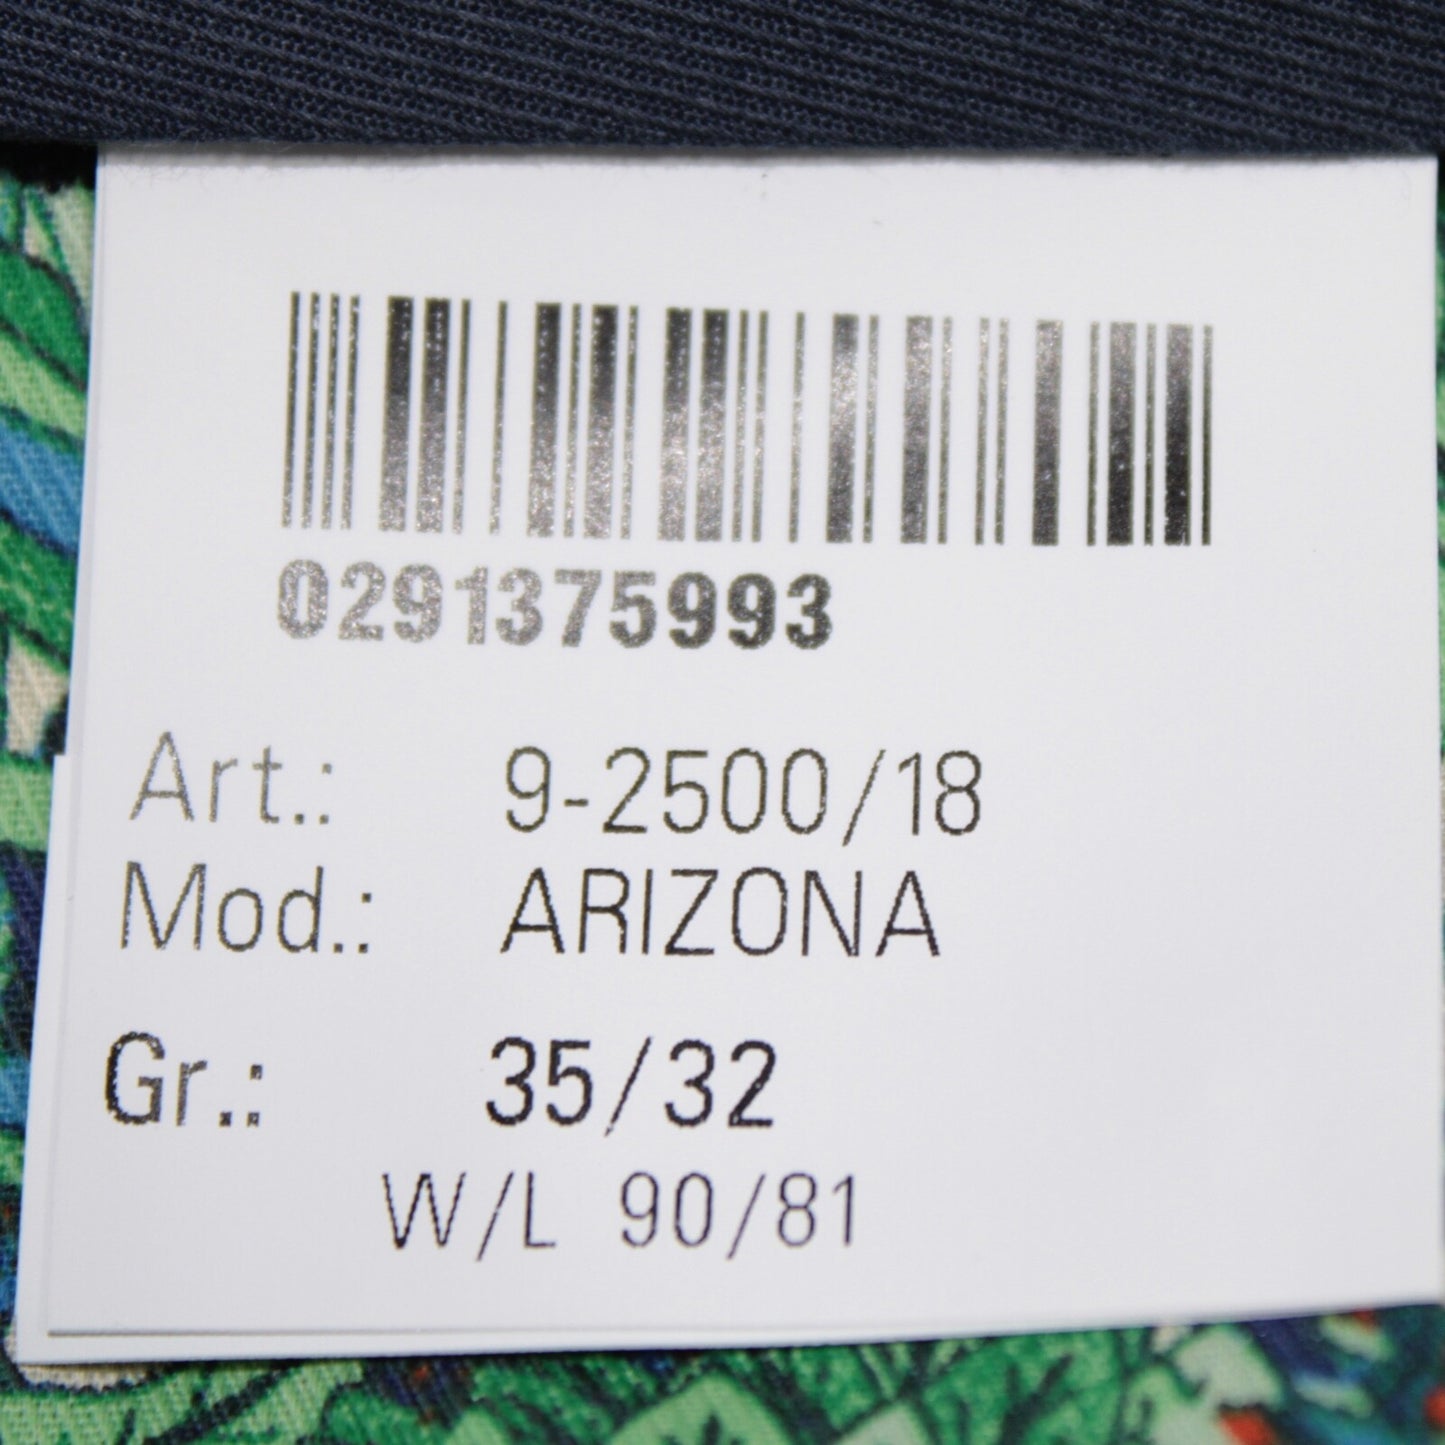 0291375993
Art.: 9-2500/18
Mod.: ARIZONA
Gr.: 35/32
W/L 90/81